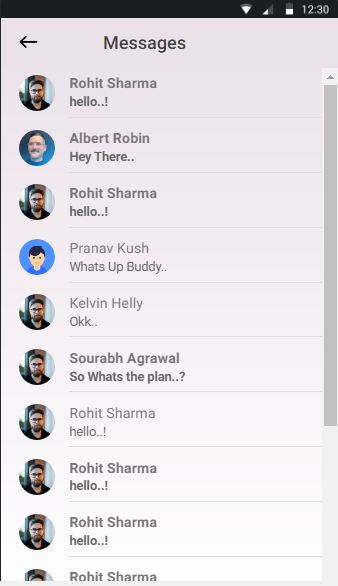 12:30
Messages
Rohit Sharma
hello..!
Albert Robin
Hey There..
Rohit Sharma
hello..!
Pranav Kush
Whats Up Buddy..
Kelvin Helly
Okk..
Sourabh Agrawal
So Whats the plan..?
Rohit Sharma
hello..!
Rohit Sharma
hello..!
Rohit Sharma
hello..!
Rohit Sharma